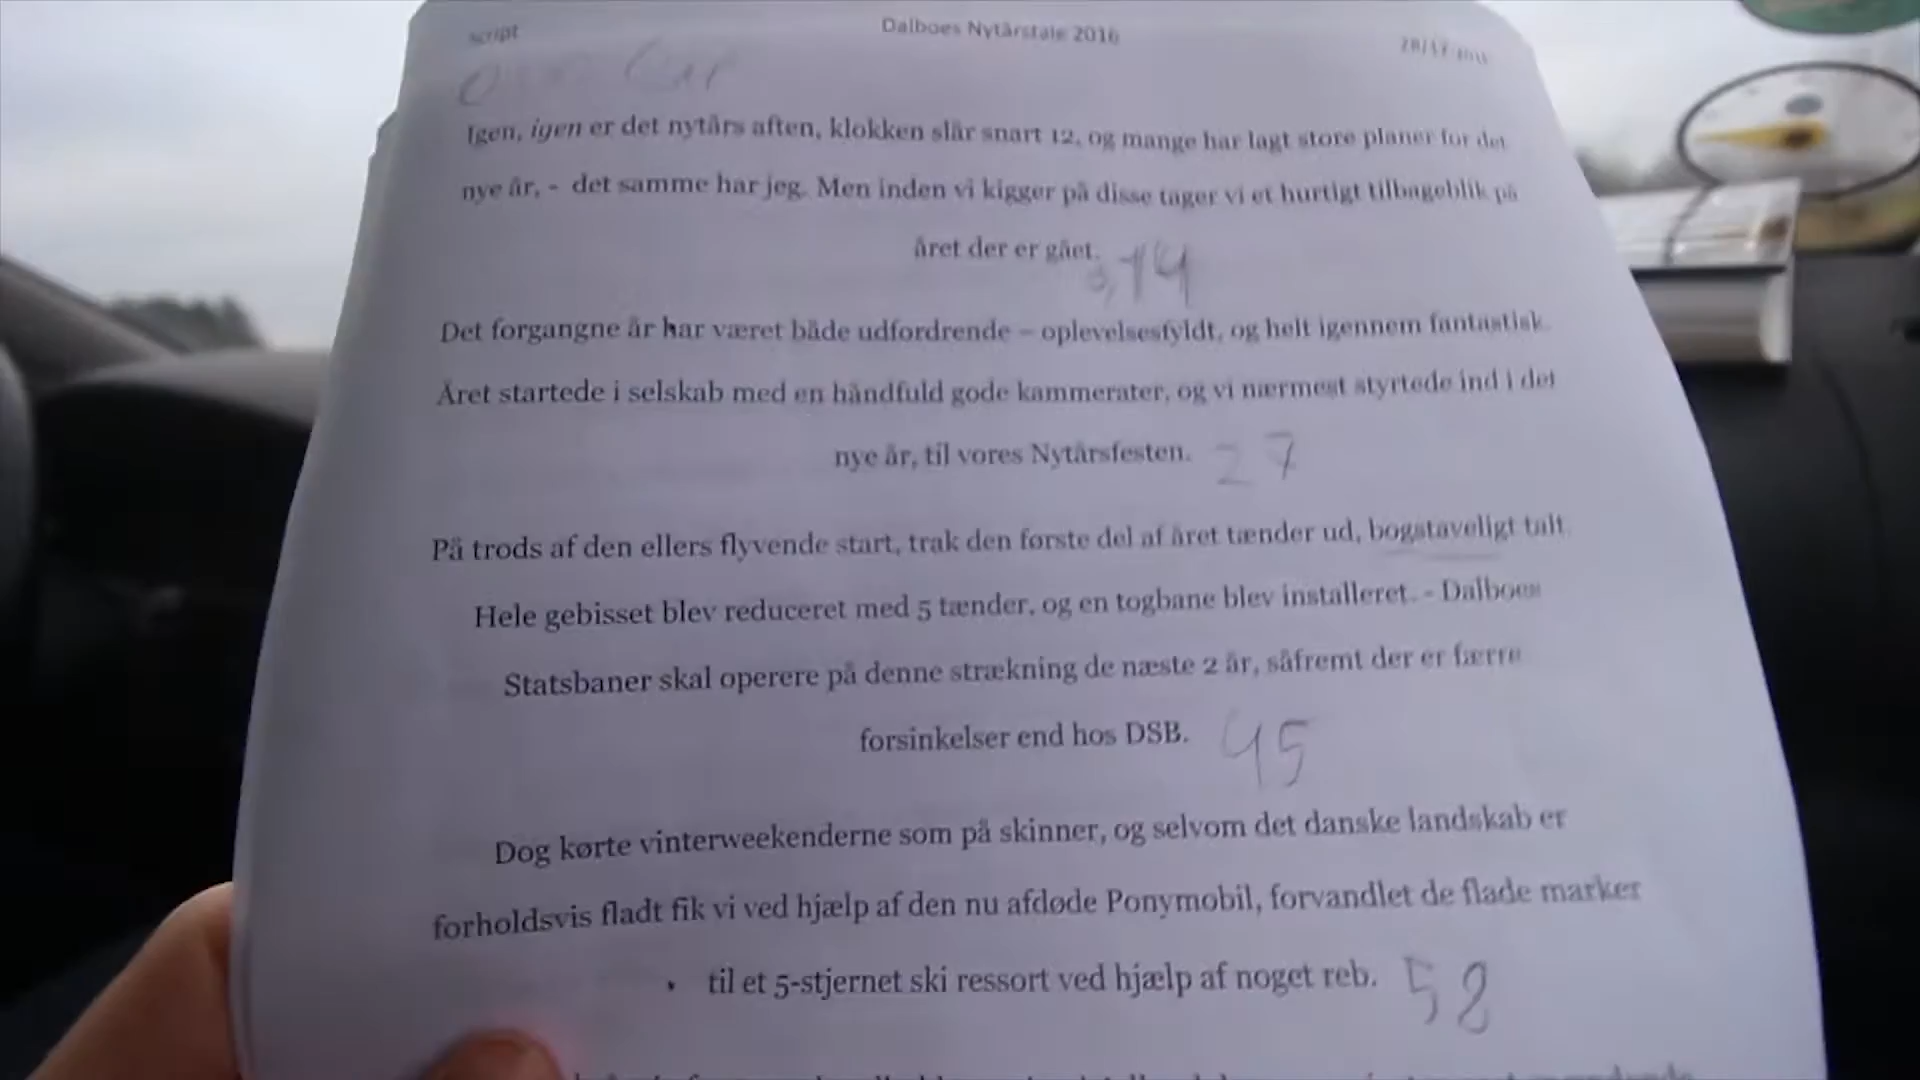 script
Dalboes Nytårstale 2016
Igen, igen er det nytårs aften, klokken slår snart 12, og mange har lagt store planer for det
nye år, - det samme har jeg. Men inden vi kigger på disse tager vi et hurtigt tilbageblik på
året der er gået. 14
Det forgangne år har været både udfordrende – oplevelsesfyldt, og helt igennem fantastisk.
Året startede i selskab med en håndfuld gode kammerater, og vi nærmest styrtede ind i det
nye år, til vores Nytårsfesten. 27
På trods af den ellers flyvende start, trak den første del af året tænder ud, bogstaveligt talt.
Hele gebisset blev reduceret med 5 tænder, og en togbane blev installeret. - Dalboes
Statsbaner skal operere på denne strækning de næste 2 år, såfremt der er færre
forsinkelser end hos DSB. 45
Dog kørte vinterweekenderne som på skinner, og selvom det danske landskab er
forholdsvis fladt fik vi ved hjælp af den nu afdøde Ponymobil, forvandlet de flade marker
til et 5-stjernet ski ressort ved hjælp af noget reb. 58